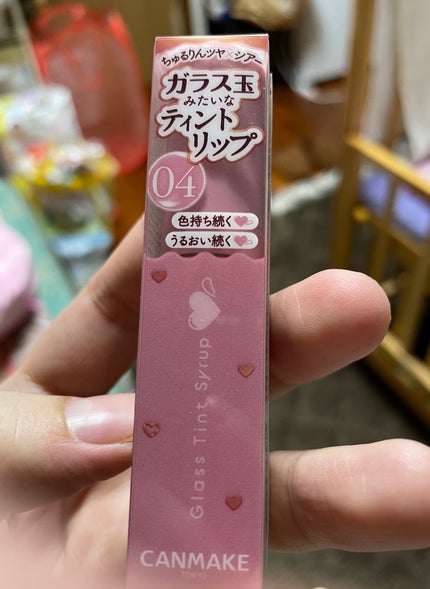 ちゅるりんツヤ×シアー
ガラス玉
みたいな
ティント
リップ
04
色持ち続く
うるおい続く
Glass Tint Syrup
CANMAKE
TOKYO